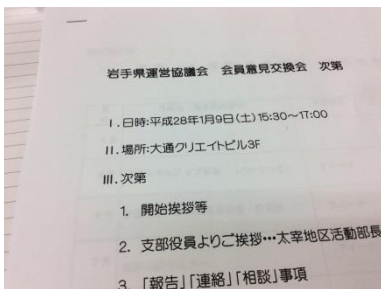 岩手県運営協議会　会員意見交換会　次第
Ⅰ.日時:平成28年1月9日(土)15:30~17:00
Ⅱ.場所:大通クリエイトビル3F
Ⅲ.次第
1. 開始挨拶等
2. 支部役員よりご挨拶…太宰地区活動部長
3. 「報告」「連絡」「相談」事項